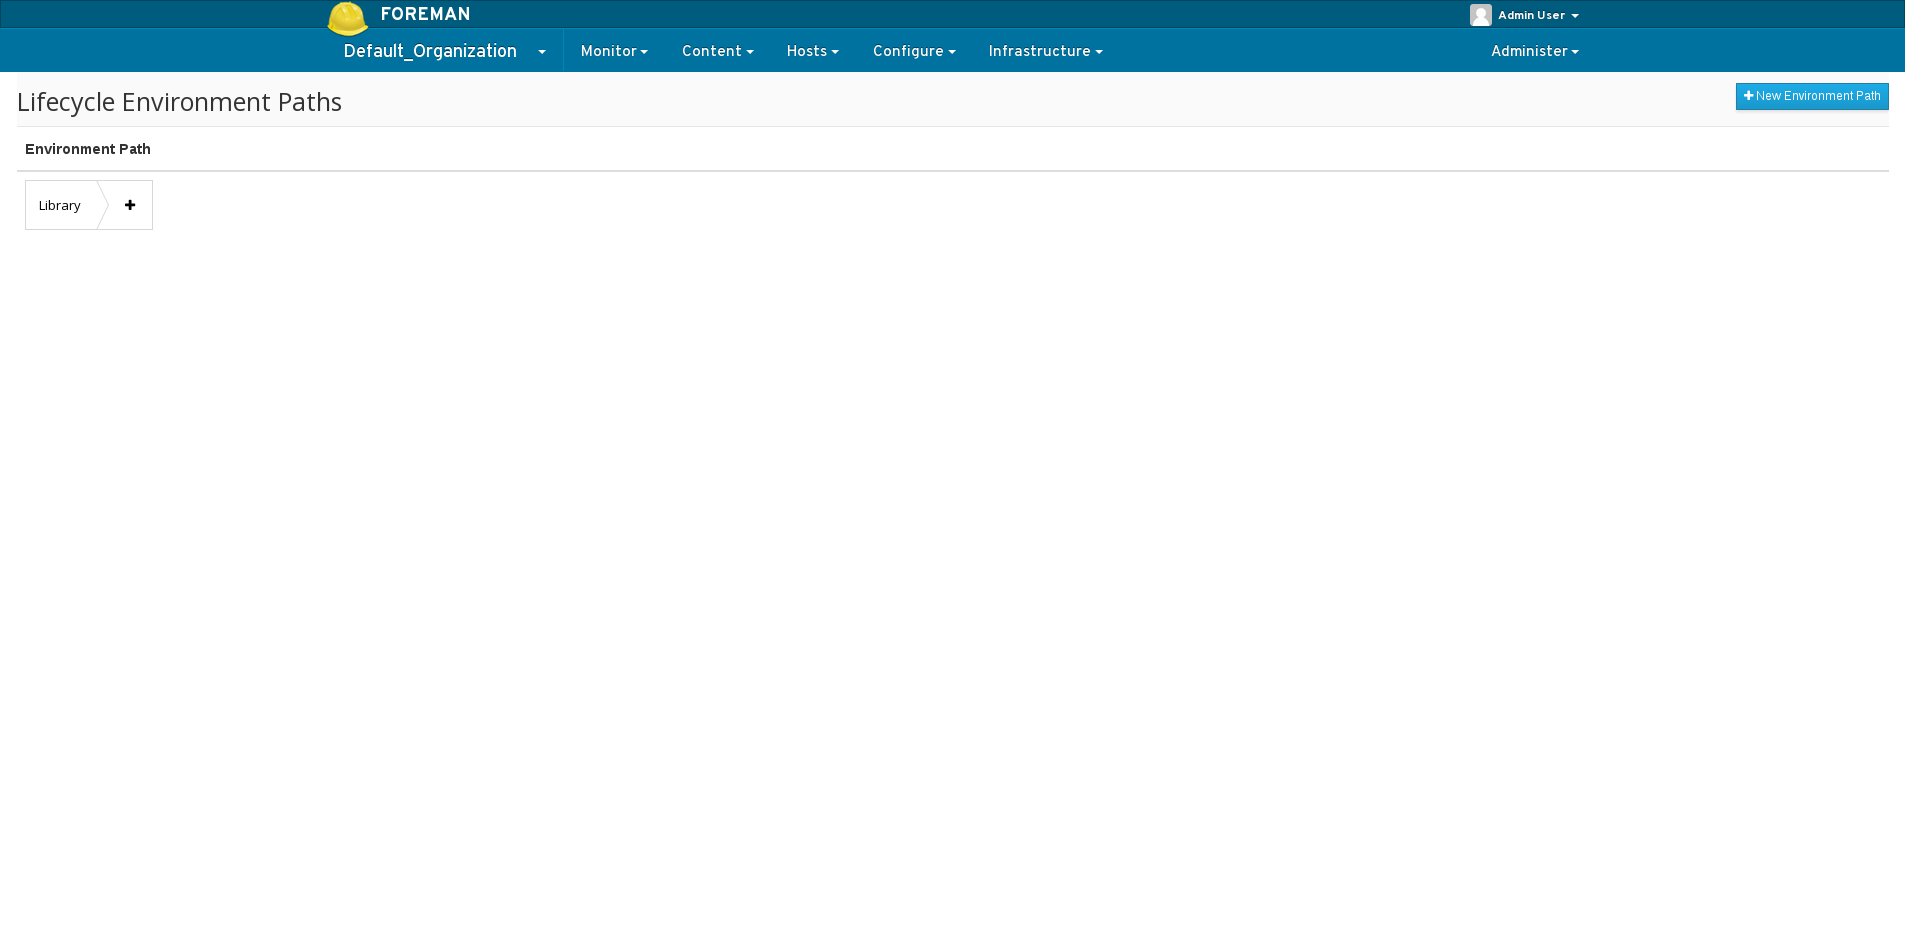 FOREMAN
Admin User
Default_Organization Monitor Content Hosts Configure Infrastructure Administer
Lifecycle Environment Paths
New Environment Path
Environment Path
Library